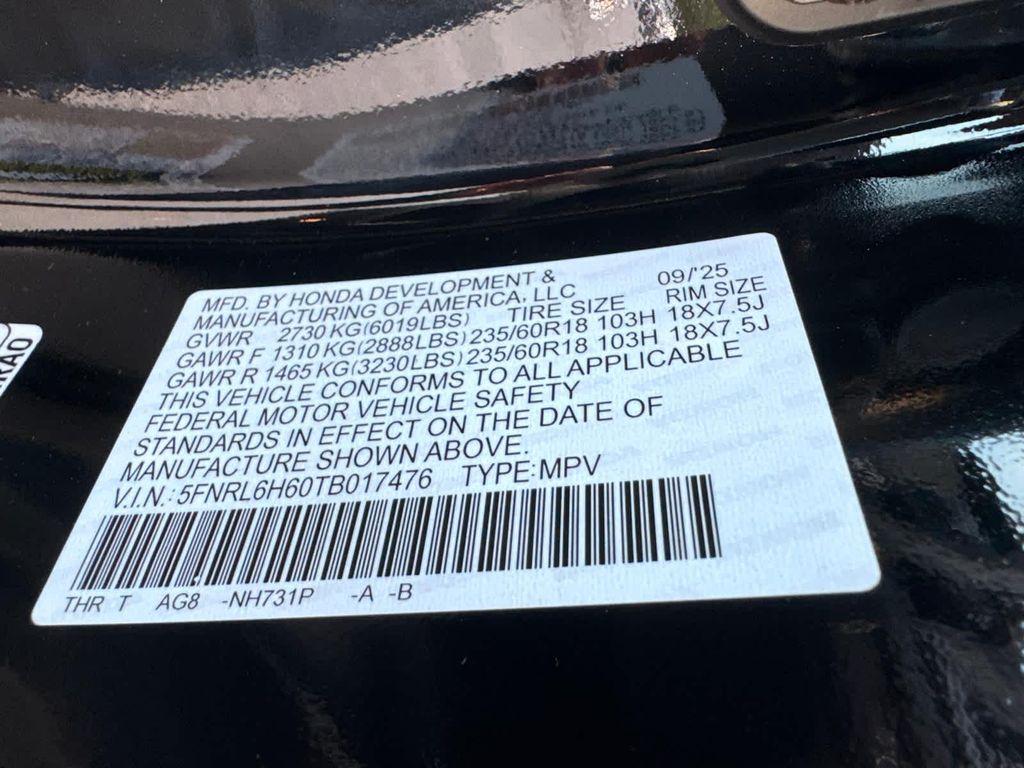 MFD. BY HONDA DEVELOPMENT & 09/'25
MANUFACTURING OF AMERICA, LLC
GVWR 2730 KG(6019LBS) TIRE SIZE RIM SIZE
GAWR F 1310 KG(2888LBS) 235/60R18 103H 18X7.5J
GAWR R 1465 KG(3230LBS) 235/60R18 103H 18X7.5J
THIS VEHICLE CONFORMS TO ALL APPLICABLE
FEDERAL MOTOR VEHICLE SAFETY
STANDARDS IN EFFECT ON THE DATE OF
MANUFACTURE SHOWN ABOVE.
V.I.N.: 5FNRL6H60TB017476 TYPE:MPV
THR T AG8 -NH731P -A -B